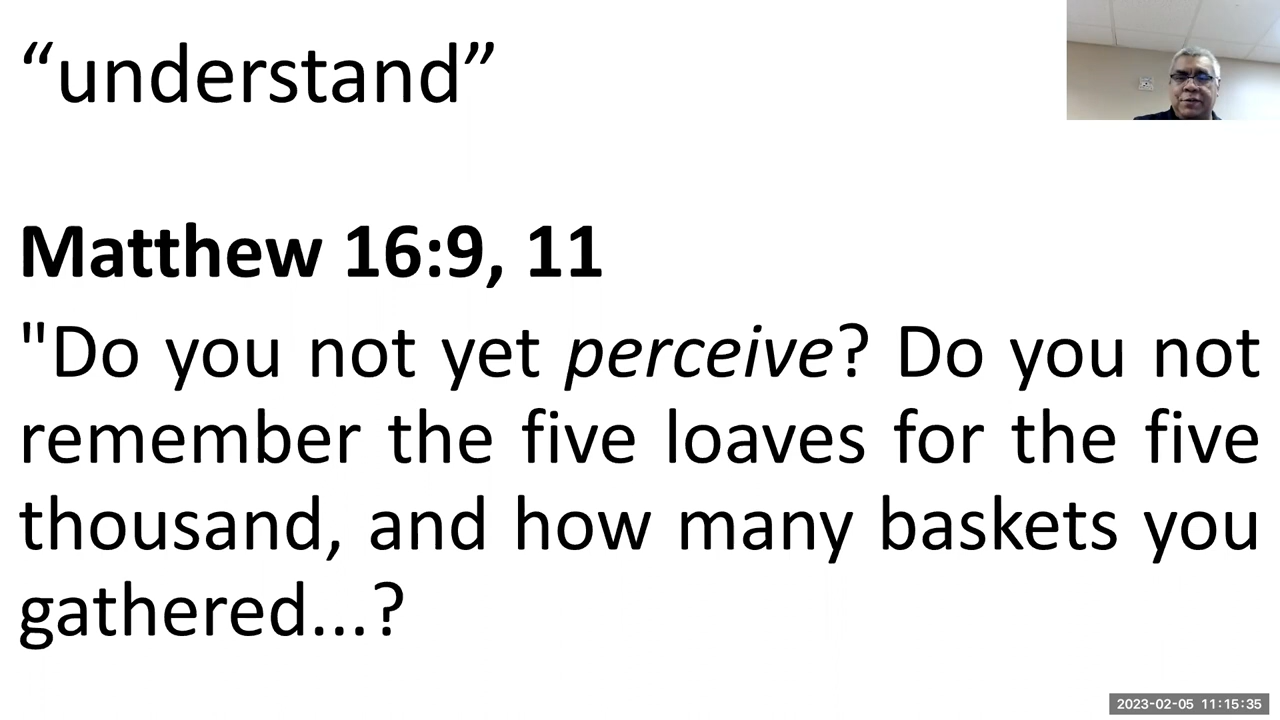 “understand”
Matthew 16:9, 11
"Do you not yet perceive? Do you not
remember the five loaves for the five
thousand, and how many baskets you
gathered...?
2023-02-05 11:15:35